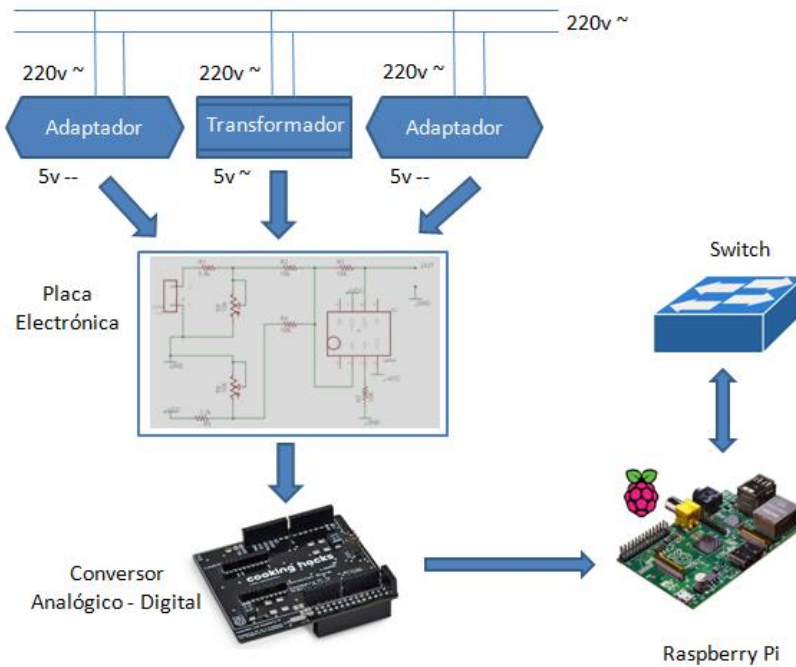 220v ~
220v ~
220v ~
220v ~
Adaptador
Transformador
Adaptador
5v --
5v ~
5v --
Placa
Electrónica
Switch
cooking hacks
Conversor
Analógico - Digital
Raspberry Pi